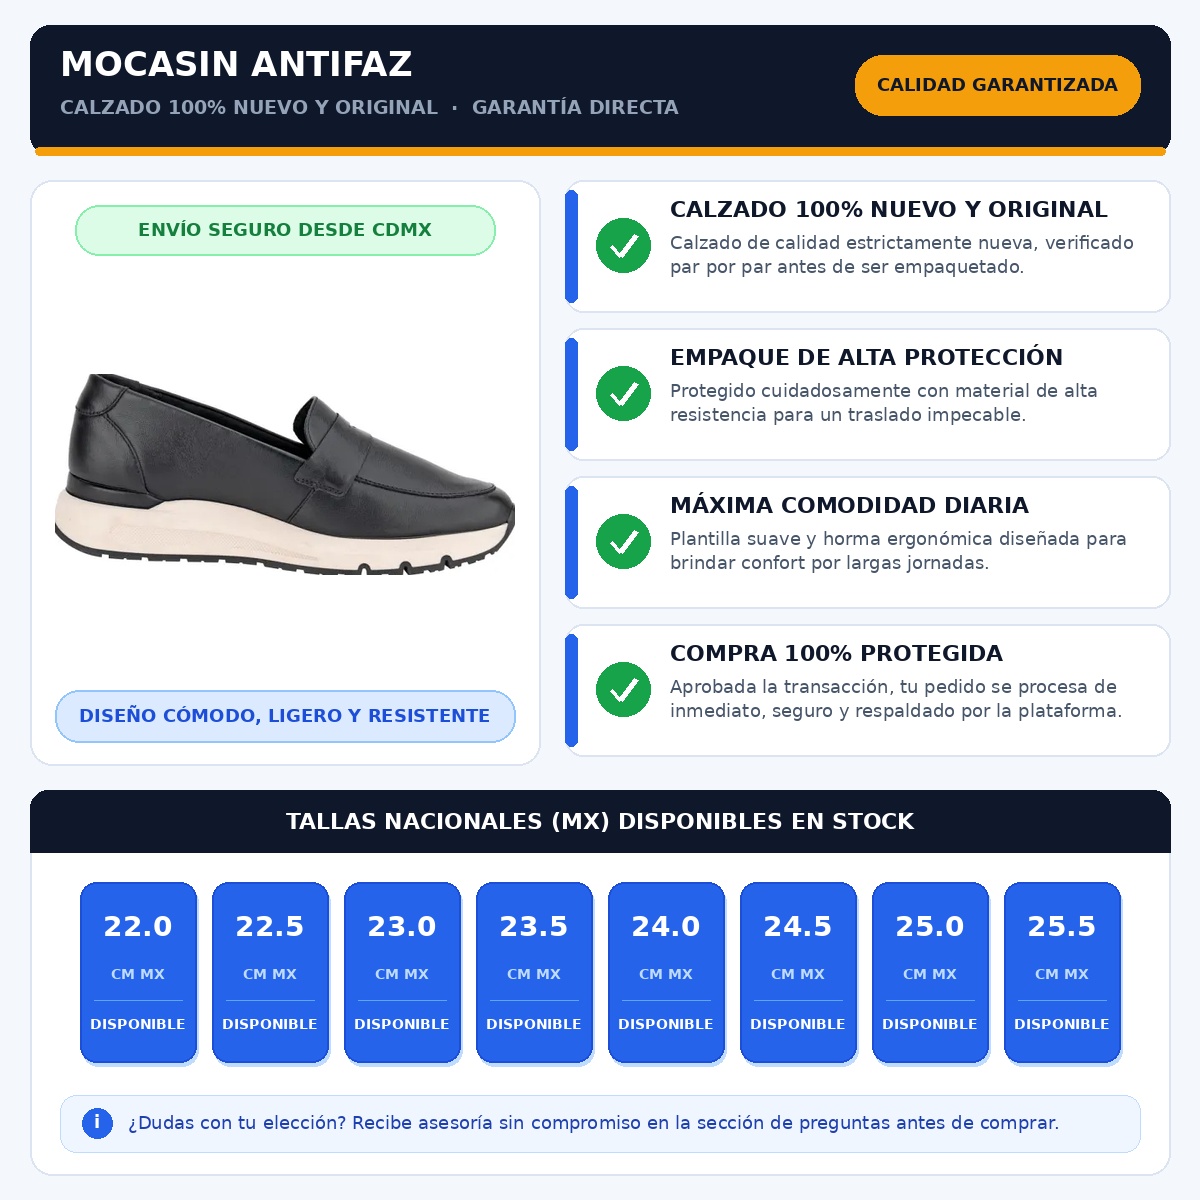 MOCASIN ANTIFAZ
CALZADO 100% NUEVO Y ORIGINAL · GARANTÍA DIRECTA
CALIDAD GARANTIZADA
ENVÍO SEGURO DESDE CDMX
DISEÑO CÓMODO, LIGERO Y RESISTENTE
CALZADO 100% NUEVO Y ORIGINAL
Calzado de calidad estrictamente nueva, verificado
par por par antes de ser empaquetado.
EMPAQUE DE ALTA PROTECCIÓN
Protegido cuidadosamente con material de alta
resistencia para un traslado impecable.
MÁXIMA COMODIDAD DIARIA
Plantilla suave y horma ergonómica diseñada para
brindar confort por largas jornadas.
COMPRA 100% PROTEGIDA
Aprobada la transacción, tu pedido se procesa de
inmediato, seguro y respaldado por la plataforma.
TALLAS NACIONALES (MX) DISPONIBLES EN STOCK
22.0 22.5 23.0 23.5 24.0 24.5 25.0 25.5
CM MX CM MX CM MX CM MX CM MX CM MX CM MX CM MX
DISPONIBLE DISPONIBLE DISPONIBLE DISPONIBLE DISPONIBLE DISPONIBLE DISPONIBLE DISPONIBLE
i ¿Dudas con tu elección? Recibe asesoría sin compromiso en la sección de preguntas antes de comprar.